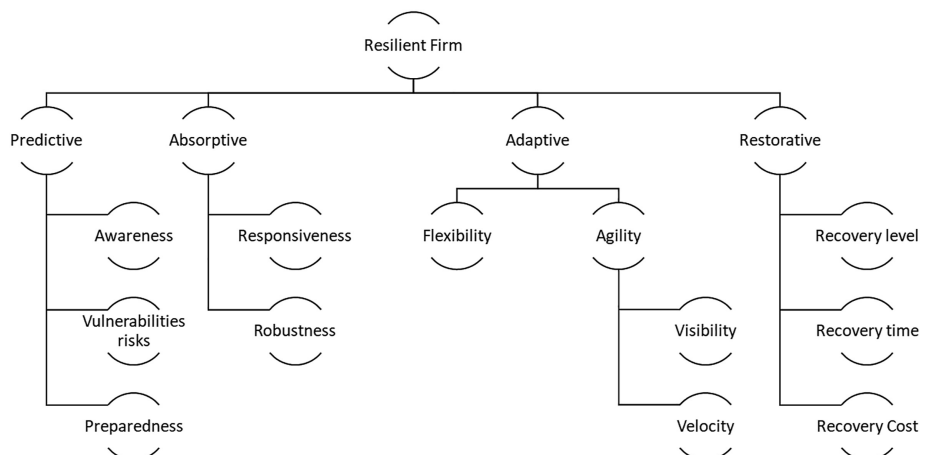 Resilient Firm
Predictive
Absorptive
Adaptive
Restorative
Awareness
Responsiveness
Flexibility
Agility
Recovery level
Vulnerabilities
risks
Robustness
Visibility
Recovery time
Preparedness
Velocity
Recovery Cost